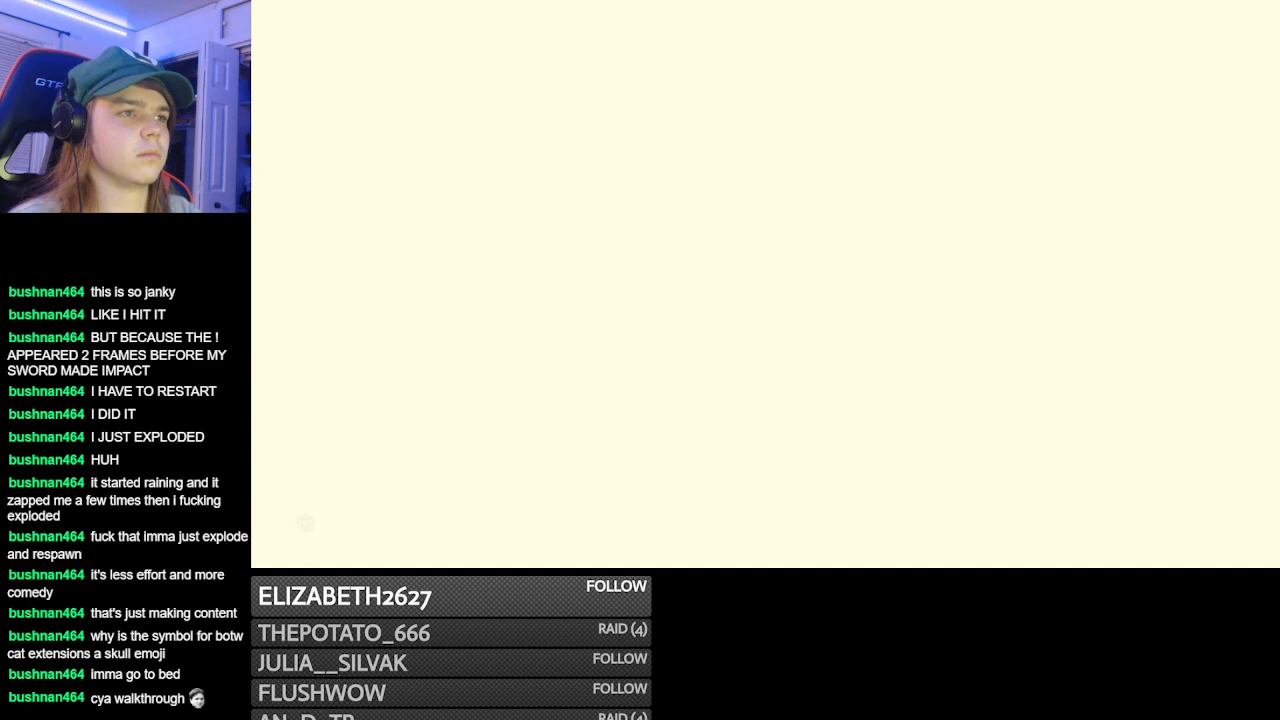 GTR
bushnan464 this is so janky
bushnan464 LIKE I HIT IT
bushnan464 BUT BECAUSE THE !
APPEARED 2 FRAMES BEFORE MY
SWORD MADE IMPACT
bushnan464 I HAVE TO RESTART
bushnan464 I DID IT
bushnan464 I JUST EXPLODED
bushnan464 HUH
bushnan464 it started raining and it
zapped me a few times then i fucking
exploded
bushnan464 fuck that imma just explode
and respawn
bushnan464 it's less effort and more
comedy
bushnan464 that's just making content
bushnan464 why is the symbol for botw
cat extensions a skull emoji
bushnan464 imma go to bed
bushnan464 cya walkthrough
ELIZABETH2627 FOLLOW
THEPOTATO_666 RAID (4)
JULIA__SILVAK FOLLOW
FLUSHWOW FOLLOW
RAID (4)